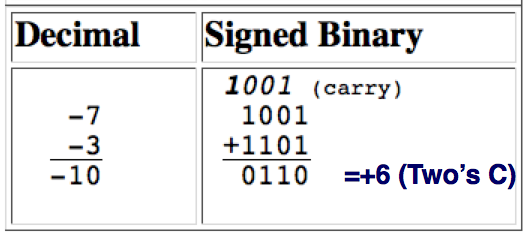 Decimal Signed Binary
1001 (carry)
-7 1001
-3 +1101
-10 0110 =+6 (Two's C)